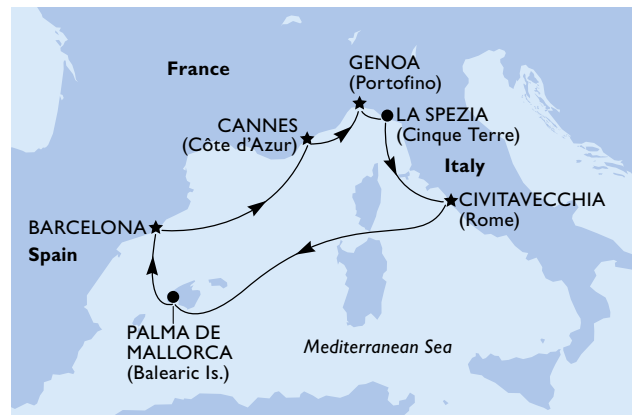 GENOA
(Portofino)
France
LA SPEZIA
(Cinque Terre)
CANNES
(Côte d'Azur)
Italy
CIVITAVECCHIA
(Rome)
BARCELONA
Spain
PALMA DE
MALLORCA
(Balearic Is.)
Mediterranean Sea